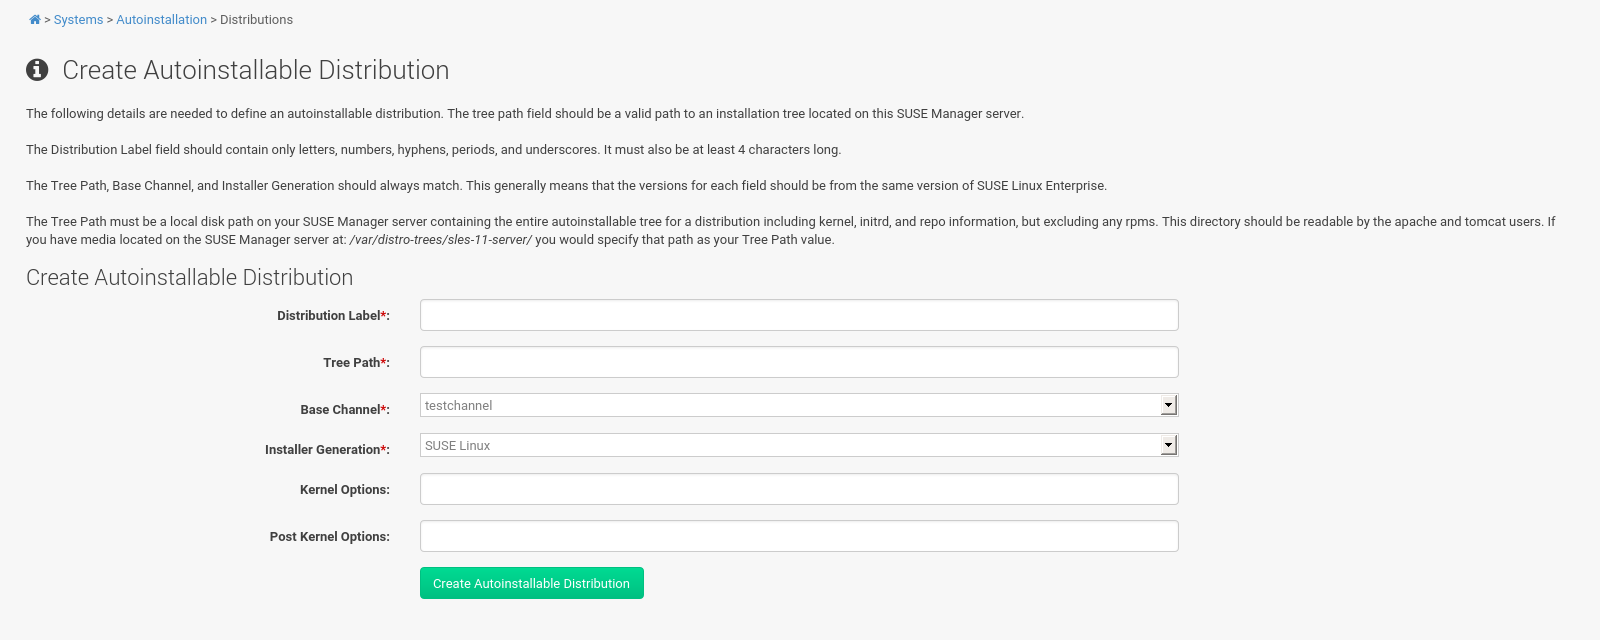 > Systems > Autoinstallation > Distributions
Create Autoinstallable Distribution
The following details are needed to define an autoinstallable distribution. The tree path field should be a valid path to an installation tree located on this SUSE Manager server.
The Distribution Label field should contain only letters, numbers, hyphens, periods, and underscores. It must also be at least 4 characters long.
The Tree Path, Base Channel, and Installer Generation should always match. This generally means that the versions for each field should be from the same version of SUSE Linux Enterprise.
The Tree Path must be a local disk path on your SUSE Manager server containing the entire autoinstallable tree for a distribution including kernel, initrd, and repo information, but excluding any rpms. This directory should be readable by the apache and tomcat users. If
you have media located on the SUSE Manager server at: /var/distro-trees/sles-11-server/ you would specify that path as your Tree Path value.
Create Autoinstallable Distribution
Distribution Label*:
Tree Path*:
Base Channel*: testchannel
Installer Generation*: SUSE Linux
Kernel Options:
Post Kernel Options:
Create Autoinstallable Distribution